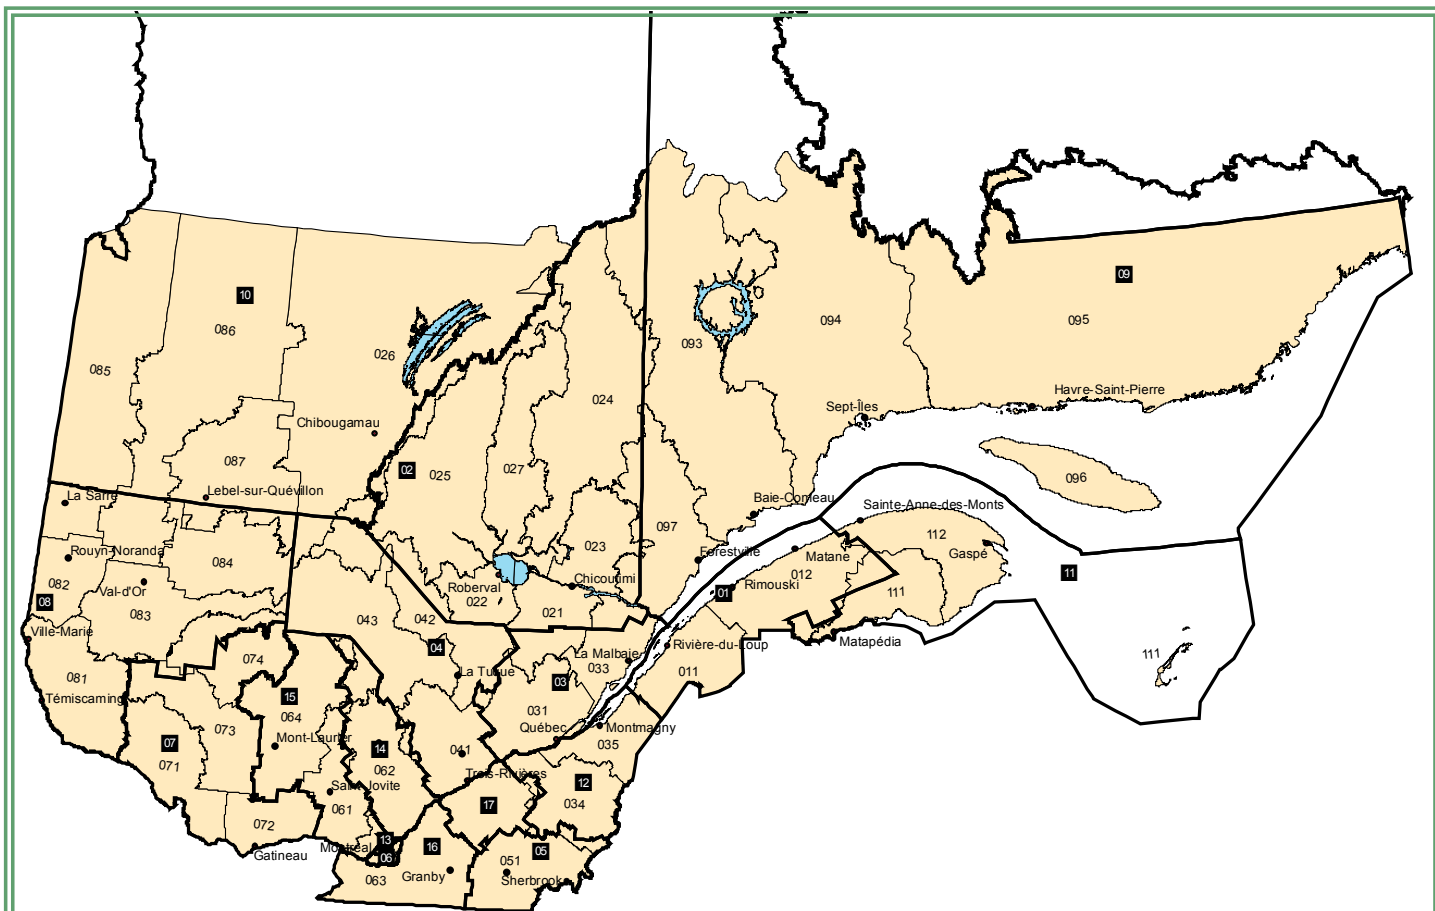 09
10
086
094
095
093
026
085
Havre-Saint-Pierre
024
Sept-Îles
Chibougamau
087
02
025
027
096
Lebel-sur-Quévillon
La Sarre
Baie-Comeau
Sainte-Anne-des-Monts
097
112
023
Rouyn-Noranda
Forestville
Matane
Gaspé
084
012
11
082
Val-d'Or
Chicoutimi
Roberval
Rimouski
01
111
08
022
083
021
043
042
Ville-Marie
Matapédia
04
Rivière-du-Loup
La Malbaie
111
074
033
La Tuque
011
081
03
Témiscaming
15
031
064
073
Québec
Montmagny
07
Mont-Laurier
14
041
035
071
062
Trois-Rivières
Saint-Jovite
12
061
17
034
072
Montréal
13
16
Gatineau
06
05
051
063
Granby
Sherbrooke